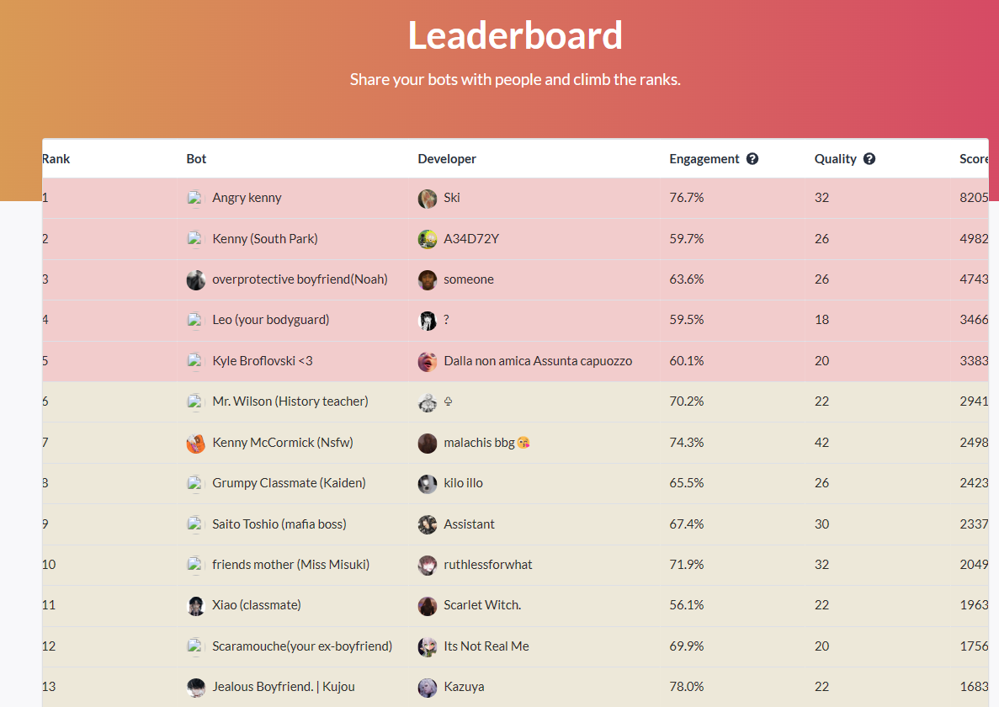 Leaderboard
Share your bots with people and climb the ranks.
Rank Bot Developer Engagement Quality Score
1 Angry kenny Ski 76.7% 32 8205
2 Kenny (South Park) A34D72Y 59.7% 26 4982
3 overprotective boyfriend(Noah) someone 63.6% 26 4743
4 Leo (your bodyguard) ? 59.5% 18 3466
5 Kyle Broflovski <3 Dalla non amica Assunta capuozzo 60.1% 20 3383
6 Mr. Wilson (History teacher) ♧ 70.2% 22 2941
7 Kenny McCormick (Nsfw) malachis bbg 😘 74.3% 42 2498
8 Grumpy Classmate (Kaiden) kilo illo 65.5% 26 2423
9 Saito Toshio (mafia boss) Assistant 67.4% 30 2337
10 friends mother (Miss Misuki) ruthlessforwhat 71.9% 32 2049
11 Xiao (classmate) Scarlet Witch. 56.1% 22 1963
12 Scaramouche(your ex-boyfriend) Its Not Real Me 69.9% 20 1756
13 Jealous Boyfriend. | Kujou Kazuya 78.0% 22 1683